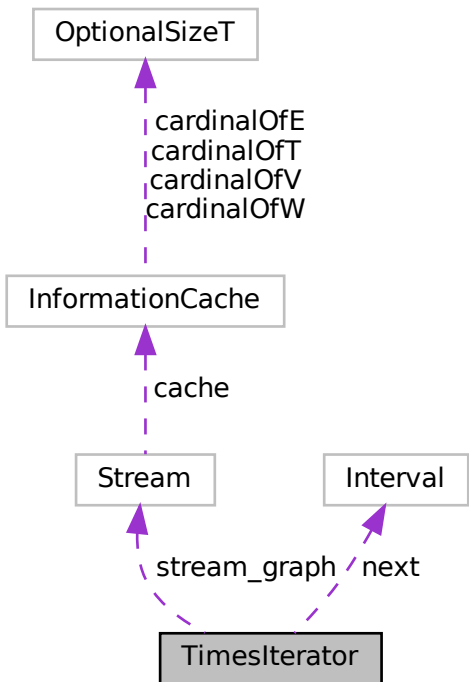 OptionalSizeT
cardinalOfE
cardinalOfT
cardinalOfV
cardinalOfW
InformationCache
cache
Stream
Interval
stream_graph
next
TimesIterator